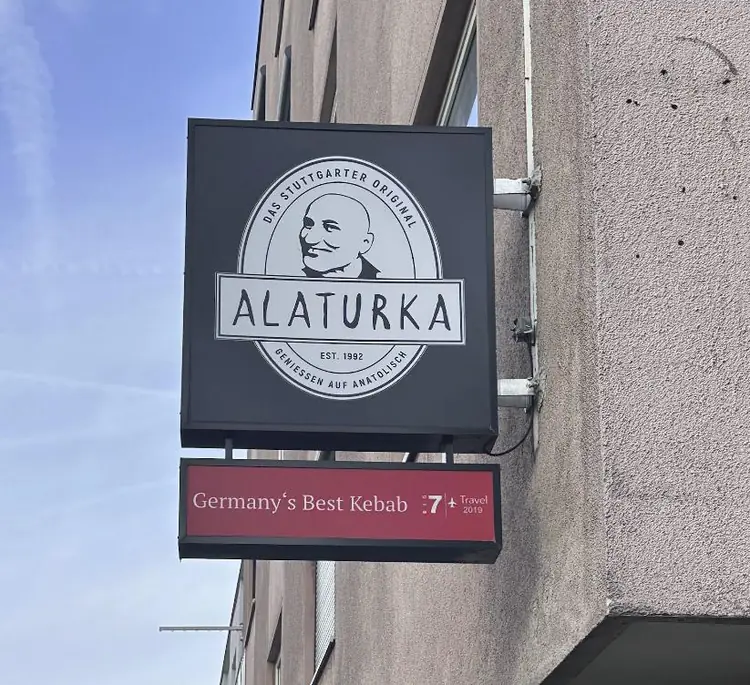 DAS STUTTGARTER ORIGINAL
ALATURKA
EST. 1992
GENIESSEN AUF ANATOLISCH
Germany‘s Best Kebab
7 Travel
2019